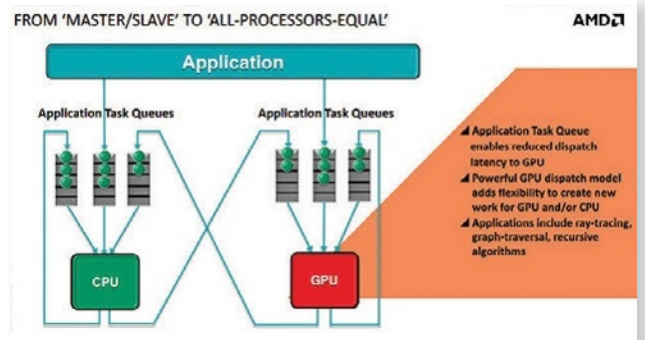 FROM 'MASTER/SLAVE' TO 'ALL-PROCESSORS-EQUAL'
AMD
Application
Application Task Queues
Application Task Queues
CPU
GPU
Application Task Queue
enables reduced dispatch
latency to GPU
Powerful GPU dispatch model
adds flexibility to create new
work for GPU and/or CPU
Applications include ray-tracing,
graph-traversal, recursive
algorithms